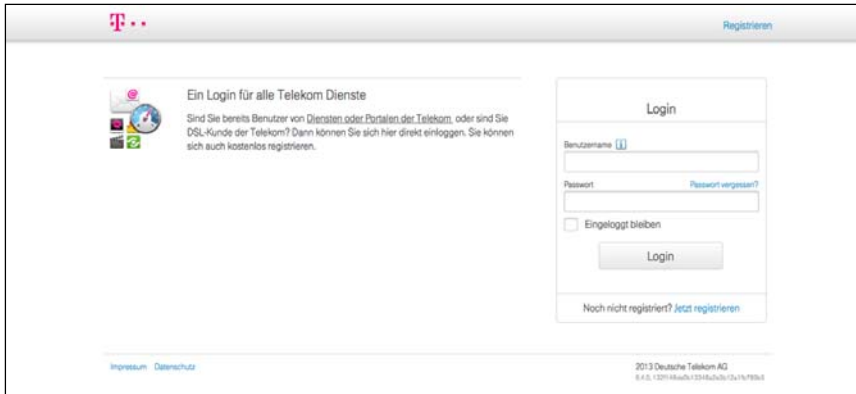 T
Registrieren
Ein Login für alle Telekom Dienste
Sind Sie bereits Benutzer von Diensten oder Portalen der Telekom oder sind Sie
DSL-Kunde der Telekom? Dann können Sie sich hier direkt einloggen. Sie können
sich auch kostenlos registrieren.
Login
Benutzername i
Passwort Passwort vergessen?
Eingeloggt bleiben
Login
Noch nicht registriert? Jetzt registrieren
Impressum Datenschutz
2013 Deutsche Telekom AG